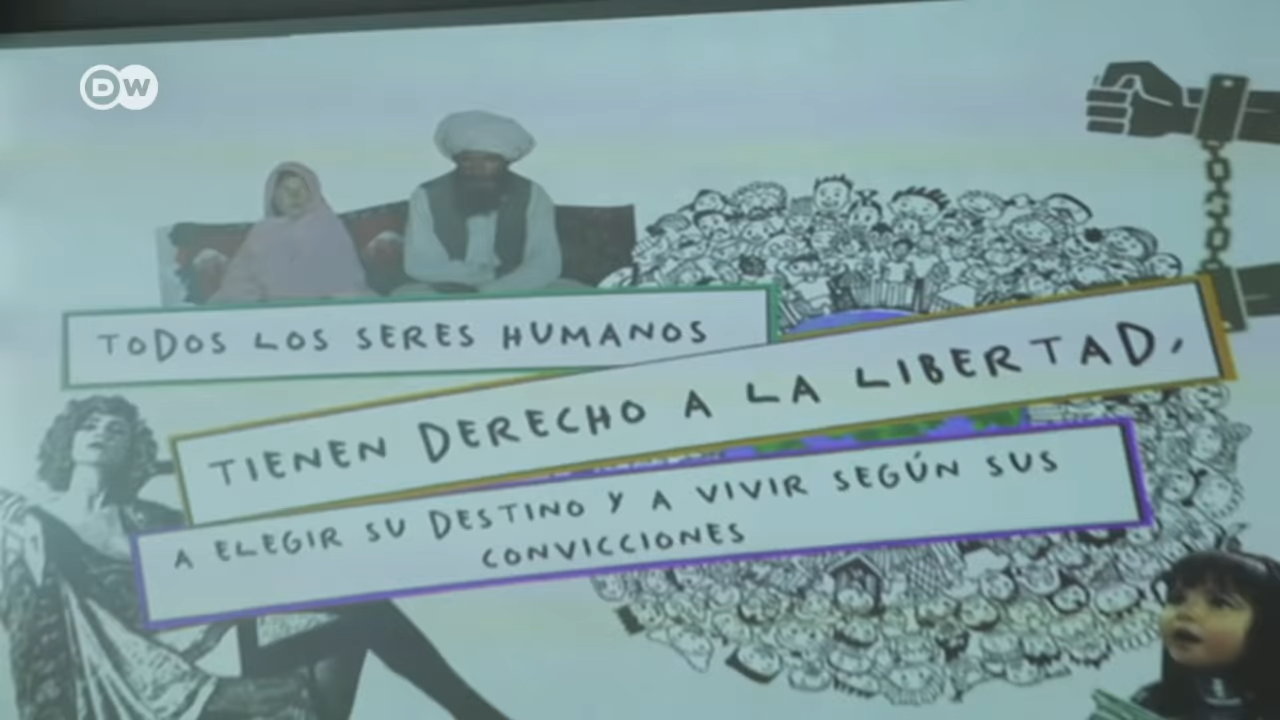 DW
TODOS LOS SERES HUMANOS
TIENEN DERECHO A LA LIBERTAD,
A ELEGIR SU DESTINO Y A VIVIR SEGÚN SUS
CONVICCIONES